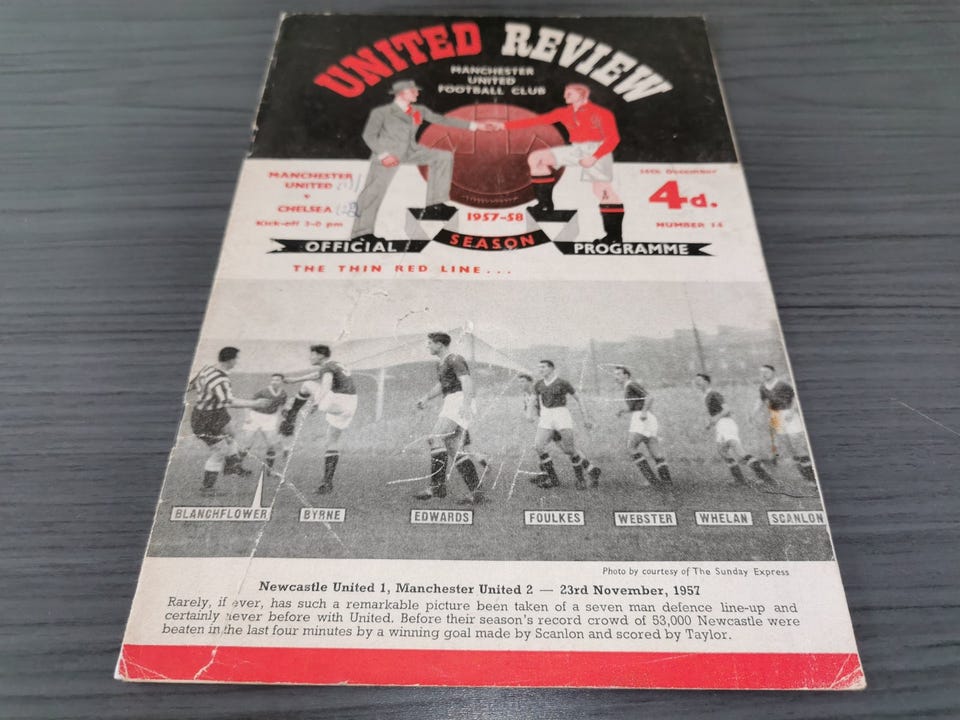 UNITED REVIEW
MANCHESTER
UNITED
FOOTBALL CLUB
MANCHESTER
UNITED
v
CHELSEA
Kick-off pm
December
4d.
NUMBER
1957-58
OFFICIAL SEASON PROGRAMME
THE THIN RED LINE...
BLANCHFLOWER BYRNE EDWARDS FOULKES WEBSTER WHELAN SCANLON
Photo by courtesy of The Sunday Express
Newcastle United 1, Manchester United 2 — 23rd November, 1957
Rarely, if ever, has such a remarkable picture been taken of a seven man defence line-up and
certainly never before with United. Before their season's record crowd of 53,000 Newcastle were
beaten in the last four minutes by a winning goal made by Scanlon and scored by Taylor.